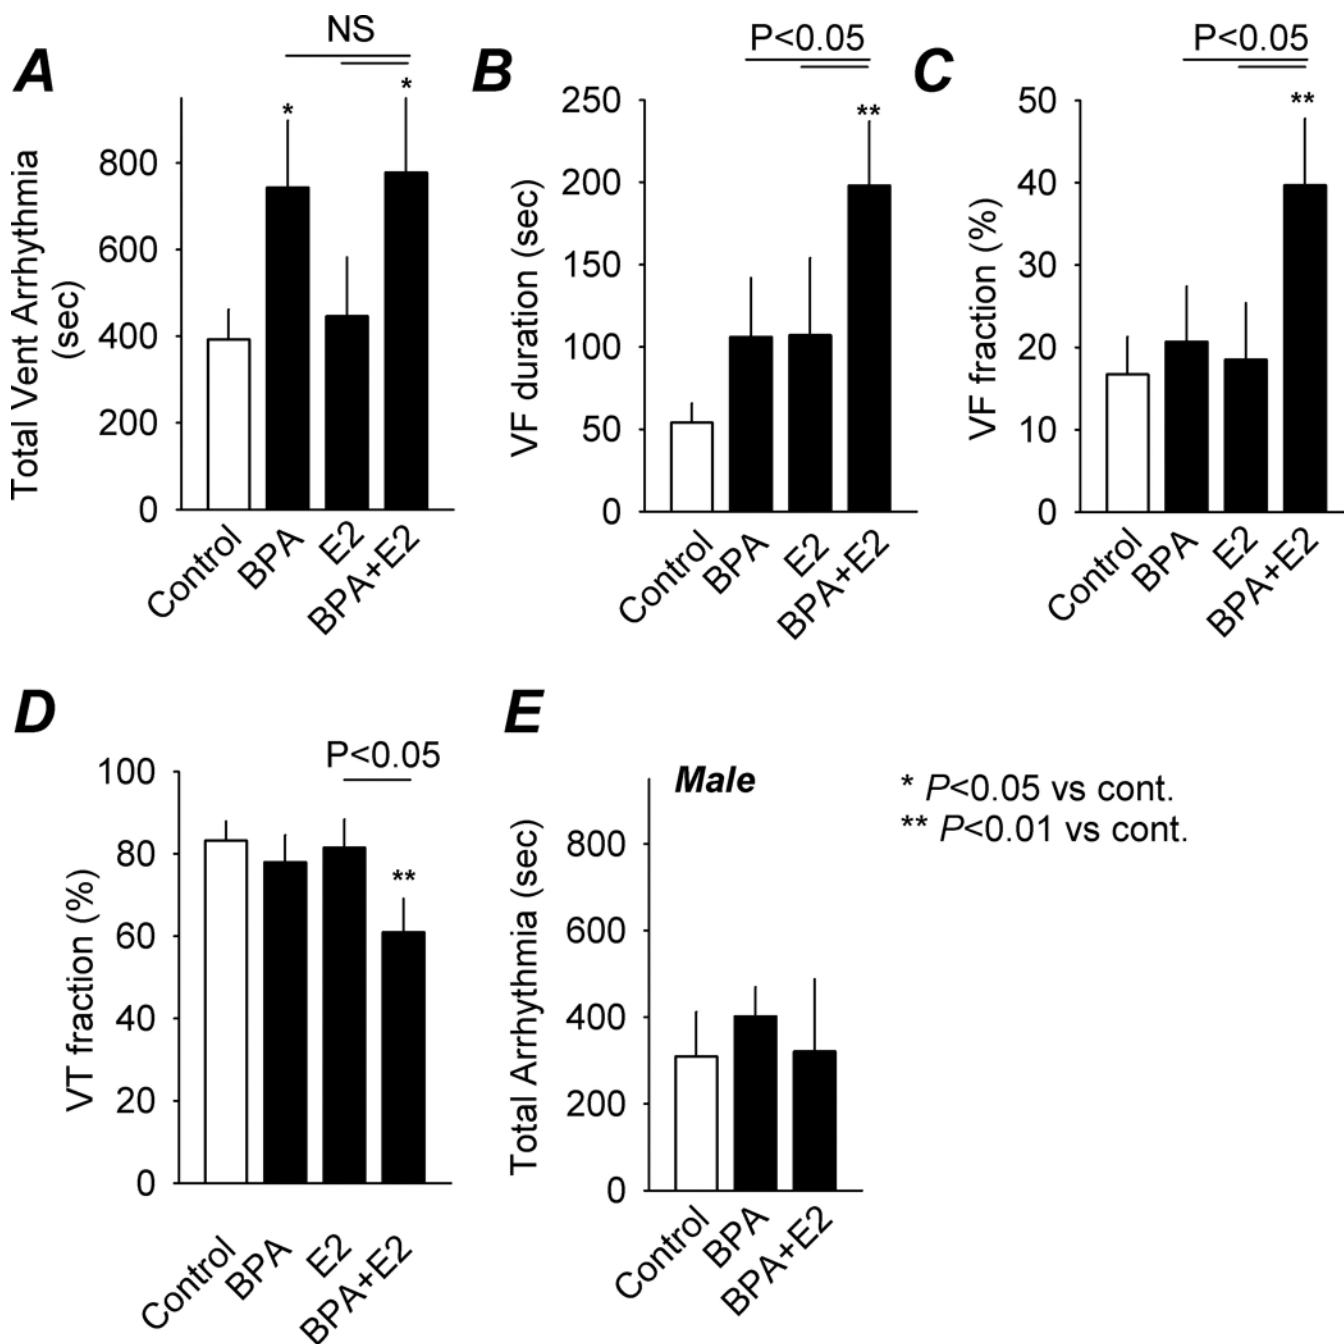 A
NS
*
*
Total Vent Arrhythmia
(sec)
800
600
400
200
0
Control
BPA
E2
BPA+E2
B
P<0.05
**
VF duration (sec)
250
200
150
100
50
0
Control
BPA
E2
BPA+E2
C
P<0.05
**
VF fraction (%)
50
40
30
20
10
0
Control
BPA
E2
BPA+E2
D
P<0.05
**
VT fraction (%)
100
80
60
40
20
0
Control
BPA
E2
BPA+E2
E
Male
Total Arrhythmia (sec)
800
600
400
200
0
Control
BPA
BPA+E2
* P<0.05 vs cont.
** P<0.01 vs cont.